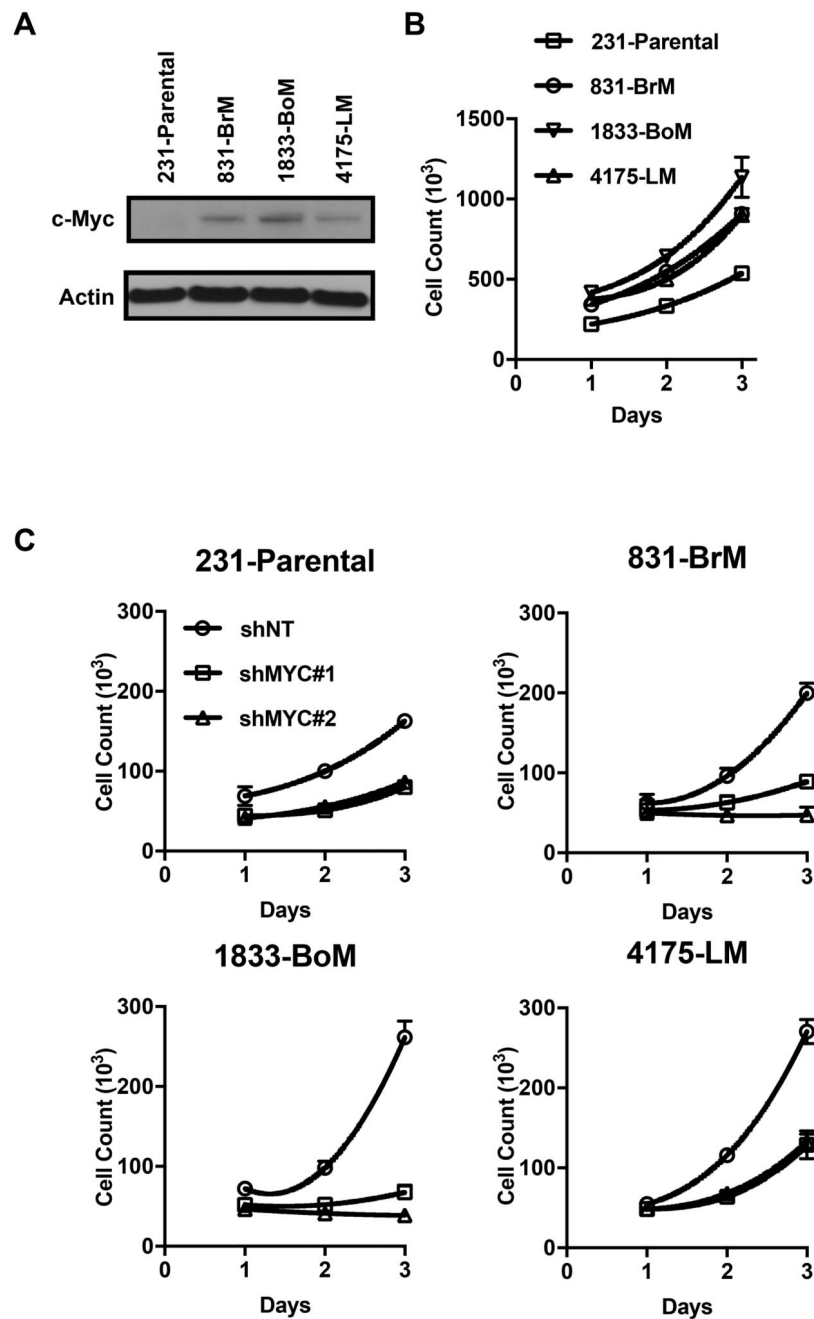 A
231-Parental
831-BrM
1833-BoM
4175-LM
c-Myc
Actin
B
231-Parental
831-BrM
1833-BoM
4175-LM
1500
1000
500
0
Cell Count (10³)
0 1 2 3
Days
C
231-Parental
300
200
100
0
Cell Count (10³)
shNT
shMYC#1
shMYC#2
0 1 2 3
Days
831-BrM
300
200
100
0
Cell Count (10³)
0 1 2 3
Days
1833-BoM
300
200
100
0
Cell Count (10³)
0 1 2 3
Days
4175-LM
300
200
100
0
Cell Count (10³)
0 1 2 3
Days